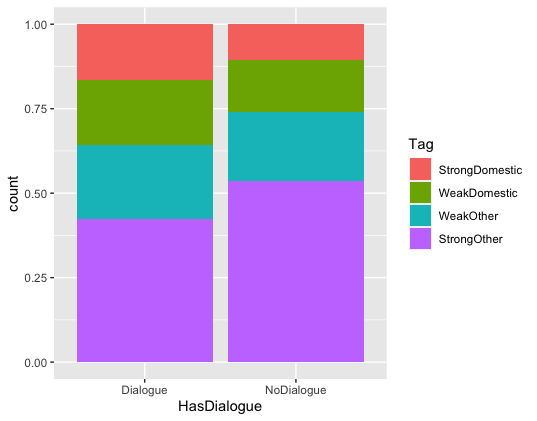 1.00
0.75
0.50
0.25
0.00
count
Dialogue
NoDialogue
HasDialogue
Tag
StrongDomestic
WeakDomestic
WeakOther
StrongOther